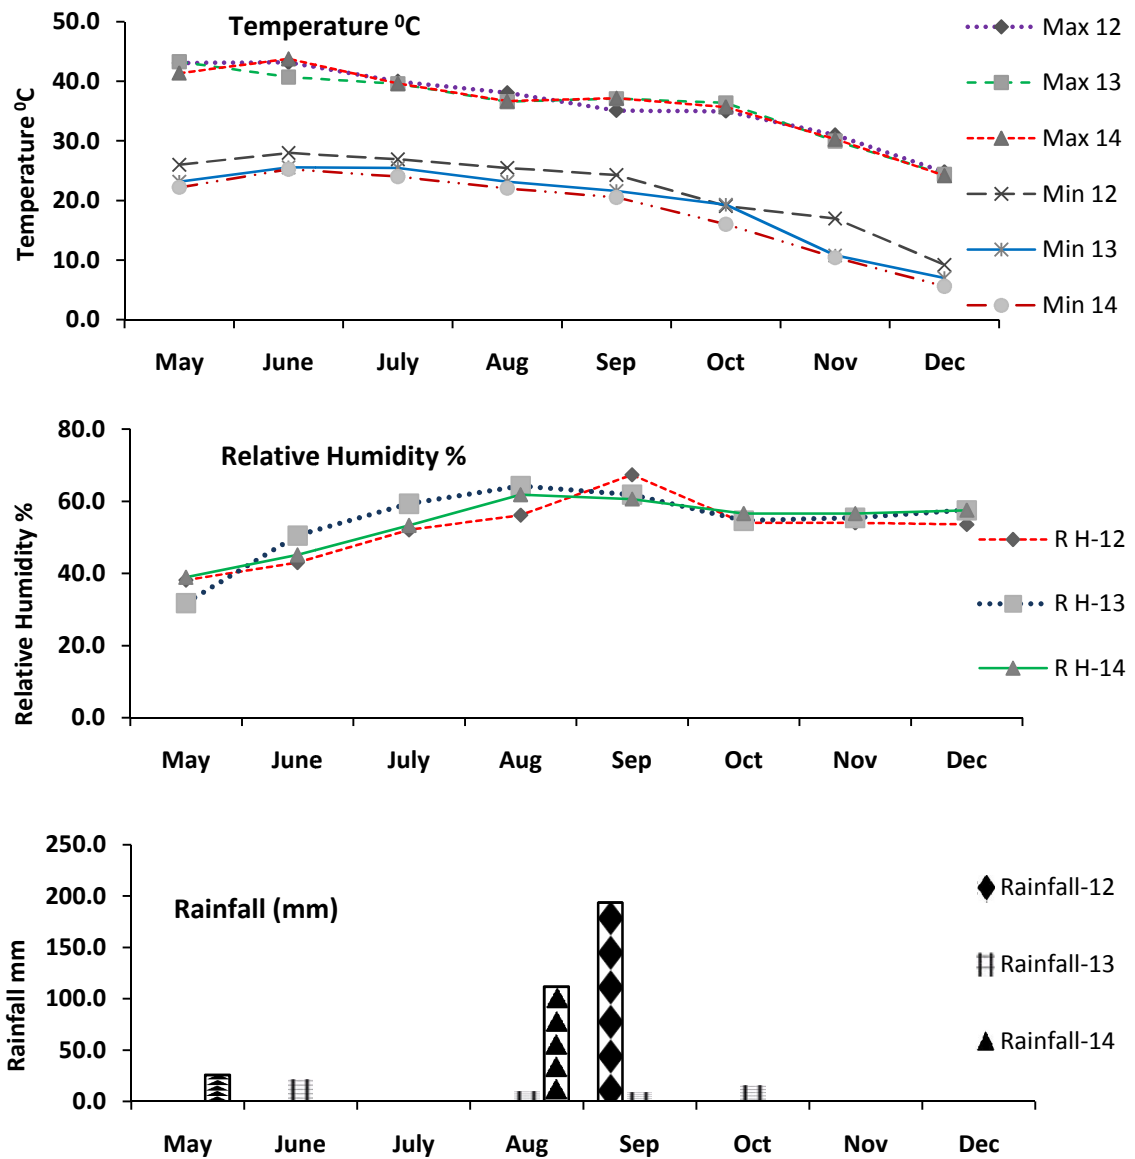 Temperature ⁰C
50.0
40.0
30.0
20.0
10.0
0.0
Temperature ⁰C
May June July Aug Sep Oct Nov Dec
Max 12
Max 13
Max 14
Min 12
Min 13
Min 14
Relative Humidity %
80.0
60.0
40.0
20.0
0.0
Relative Humidity %
May June July Aug Sep Oct Nov Dec
R H-12
R H-13
R H-14
Rainfall (mm)
250.0
200.0
150.0
100.0
50.0
0.0
Rainfall mm
May June July Aug Sep Oct Nov Dec
Rainfall-12
Rainfall-13
Rainfall-14